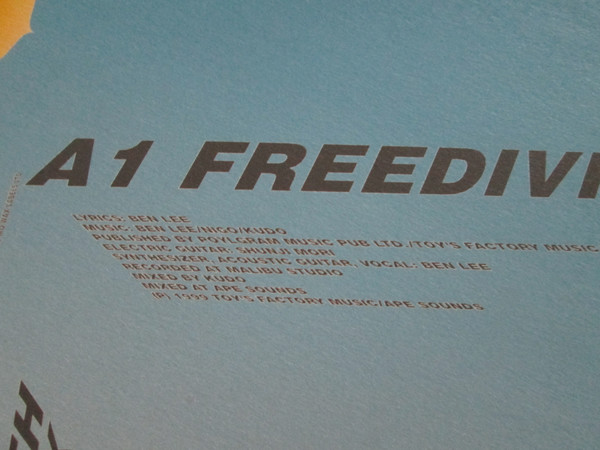 A1 FREEDIVI
LYRICS: BEN LEE
MUSIC: BEN LEE/NIGO/KUDO
PUBLISHED BY POYLGRAM MUSIC PUB LTD./TOY'S FACTORY MUSIC
ELECTRIC GUITAR: SHUNJI MORI
SYNTHESIZER, ACOUSTIC GUITAR, VOCAL: BEN LEE
RECORDED AT MALIBU STUDIO
MIXED BY KUDO
MIXED AT APE SOUNDS
(P) 1999 TOY'S FACTORY MUSIC/APE SOUNDS